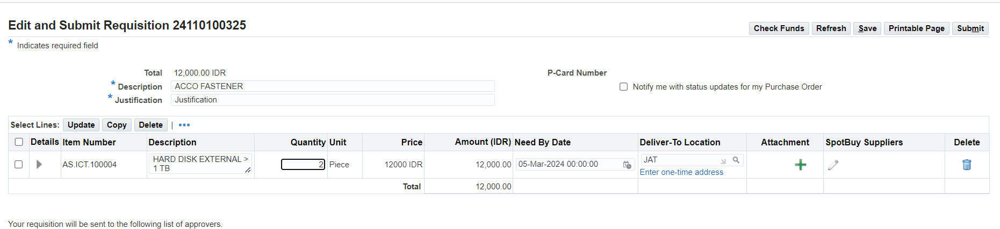 Edit and Submit Requisition 24110100325
Check Funds Refresh Save Printable Page Submit
* Indicates required field
Total 12,000.00 IDR P-Card Number
* Description ACCO FASTENER Notify me with status updates for my Purchase Order
* Justification Justification
Select Lines: Update Copy Delete | •••
Details Item Number Description Quantity Unit Price Amount (IDR) Need By Date Deliver-To Location Attachment SpotBuy Suppliers Delete
AS.ICT.100004 HARD DISK EXTERNAL > 2 Piece 12000 IDR 12,000.00 05-Mar-2024 00:00:00 JAT
1 TB Enter one-time address
Total 12,000.00
Your requisition will be sent to the following list of approvers.